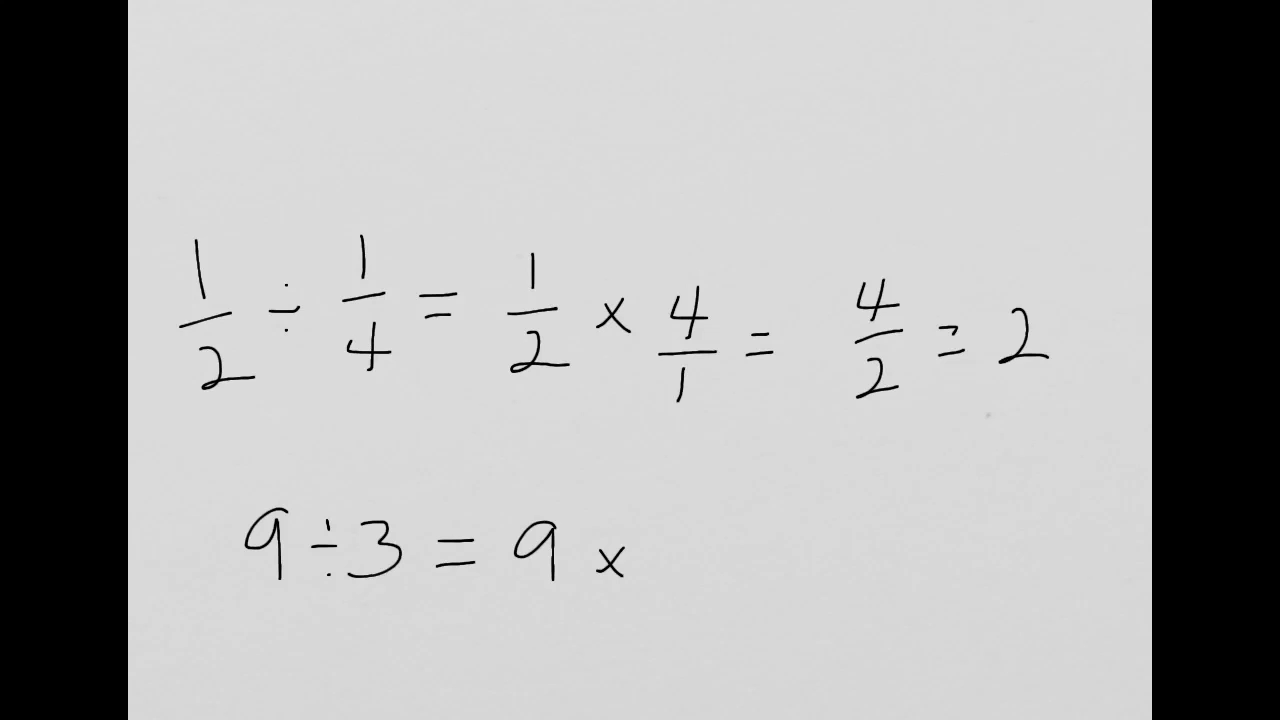 1/2 ÷ 1/4 = 1/2 × 4/1 = 4/2 = 2
9 ÷ 3 = 9 ×